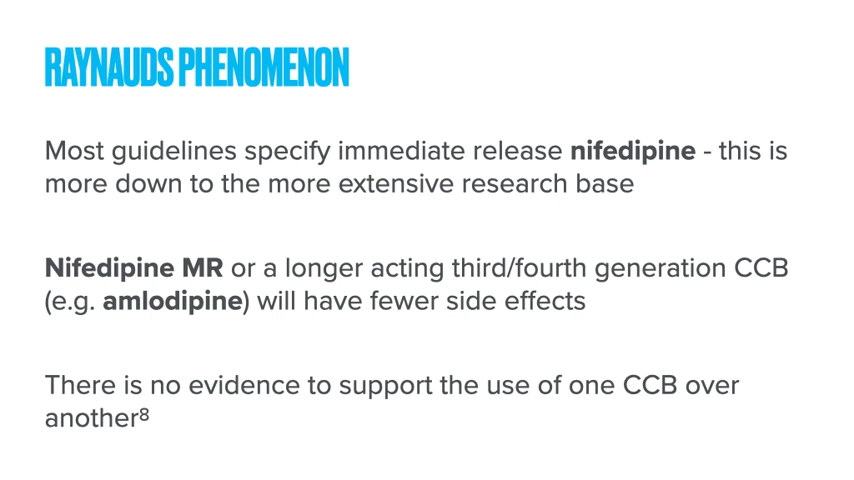 RAYNAUDS PHENOMENON
Most guidelines specify immediate release nifedipine - this is
more down to the more extensive research base
Nifedipine MR or a longer acting third/fourth generation CCB
(e.g. amlodipine) will have fewer side effects
There is no evidence to support the use of one CCB over
another⁸